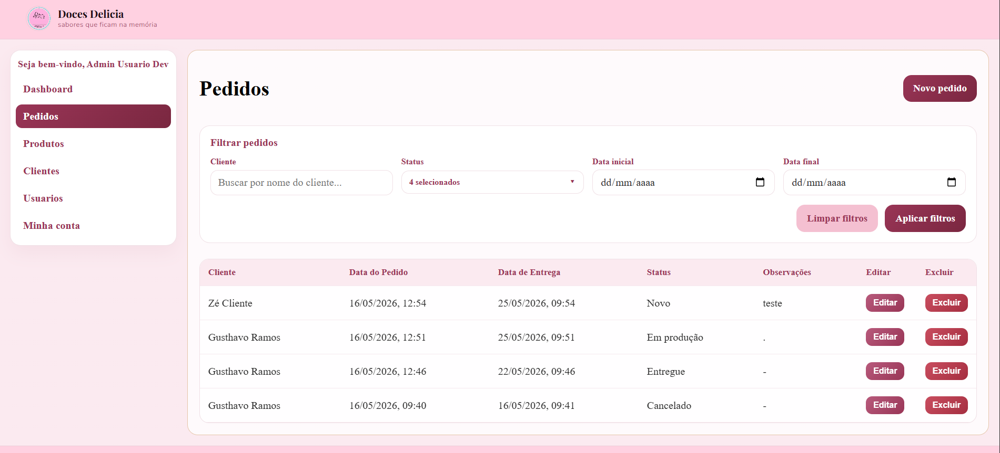 Doces Delicia
sabores que ficam na memória
Seja bem-vindo, Admin Usuario Dev
Dashboard
Pedidos
Produtos
Clientes
Usuarios
Minha conta
Pedidos
Novo pedido
Filtrar pedidos
Cliente Status Data inicial Data final
Buscar por nome do cliente... 4 selecionados dd/mm/aaaa dd/mm/aaaa
Limpar filtros Aplicar filtros
Cliente Data do Pedido Data de Entrega Status Observações Editar Excluir
Zé Cliente 16/05/2026, 12:54 25/05/2026, 09:54 Novo teste Editar Excluir
Gusthavo Ramos 16/05/2026, 12:51 25/05/2026, 09:51 Em produção . Editar Excluir
Gusthavo Ramos 16/05/2026, 12:46 22/05/2026, 09:46 Entregue - Editar Excluir
Gusthavo Ramos 16/05/2026, 09:40 16/05/2026, 09:41 Cancelado - Editar Excluir